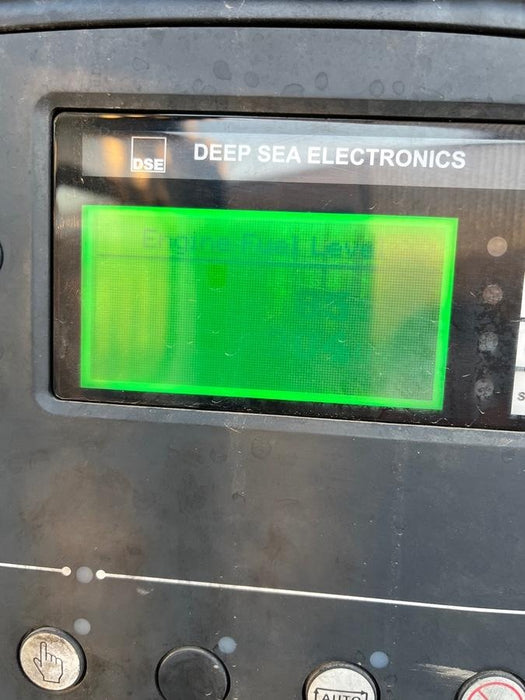 DSE
DEEP SEA ELECTRONICS
Engine Fuel Level
S
AUTO